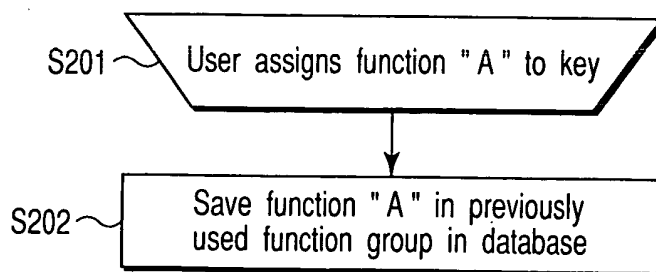 S201 User assigns function "A" to key
S202 Save function "A" in previously
used function group in database